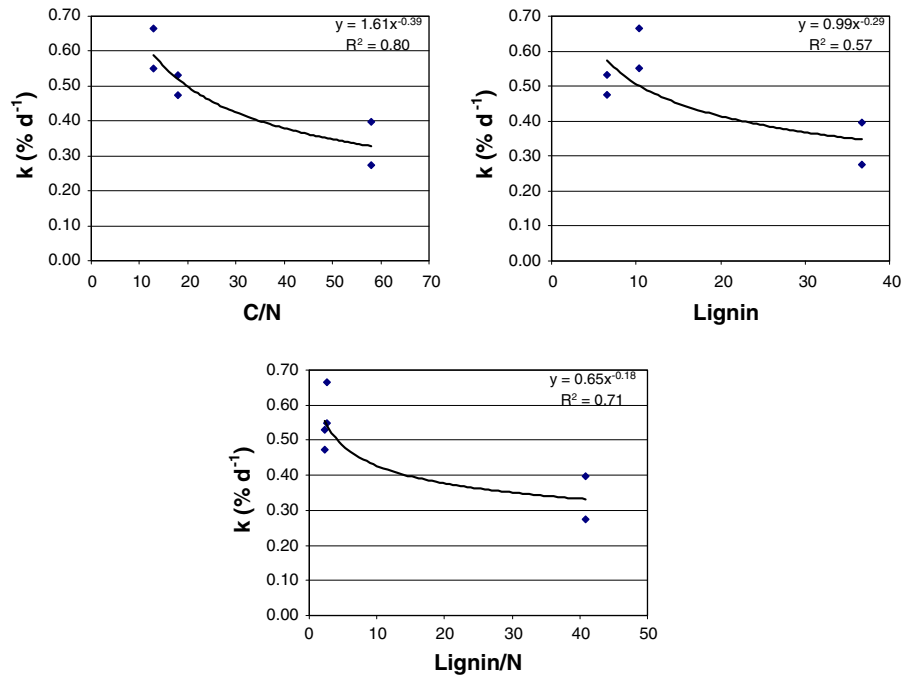 y = 1.61x^-0.39
R² = 0.80
k (% d⁻¹)
0.70
0.60
0.50
0.40
0.30
0.20
0.10
0.00
0 10 20 30 40 50 60 70
C/N
y = 0.99x^-0.29
R² = 0.57
k (% d⁻¹)
0.70
0.60
0.50
0.40
0.30
0.20
0.10
0.00
0 10 20 30 40
Lignin
y = 0.65x^-0.18
R² = 0.71
k (% d⁻¹)
0.70
0.60
0.50
0.40
0.30
0.20
0.10
0.00
0 10 20 30 40 50
Lignin/N